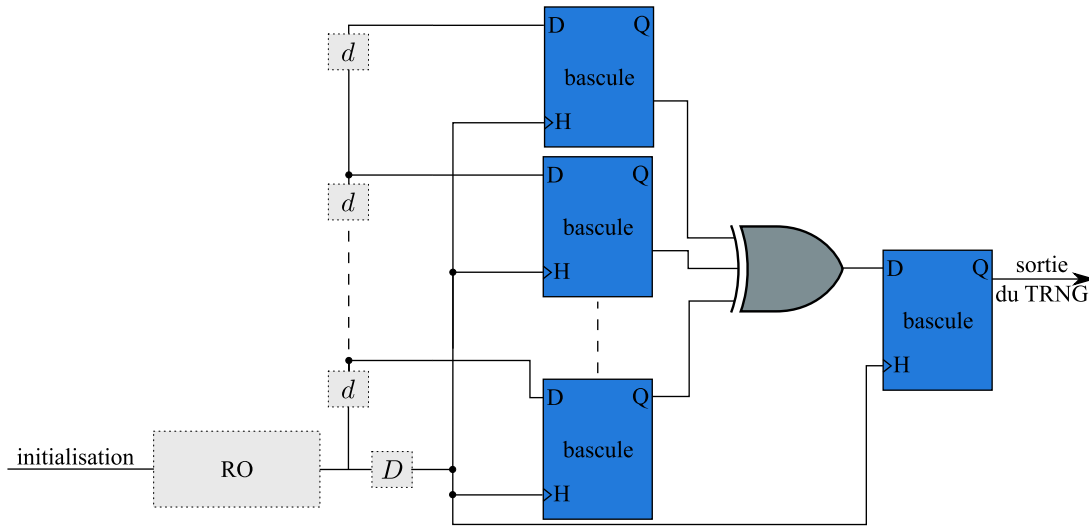 D Q
d
bascule
H
D Q
d
bascule
H
D Q
sortie
du TRNG
bascule
H
d
D Q
bascule
H
initialisation
RO
D